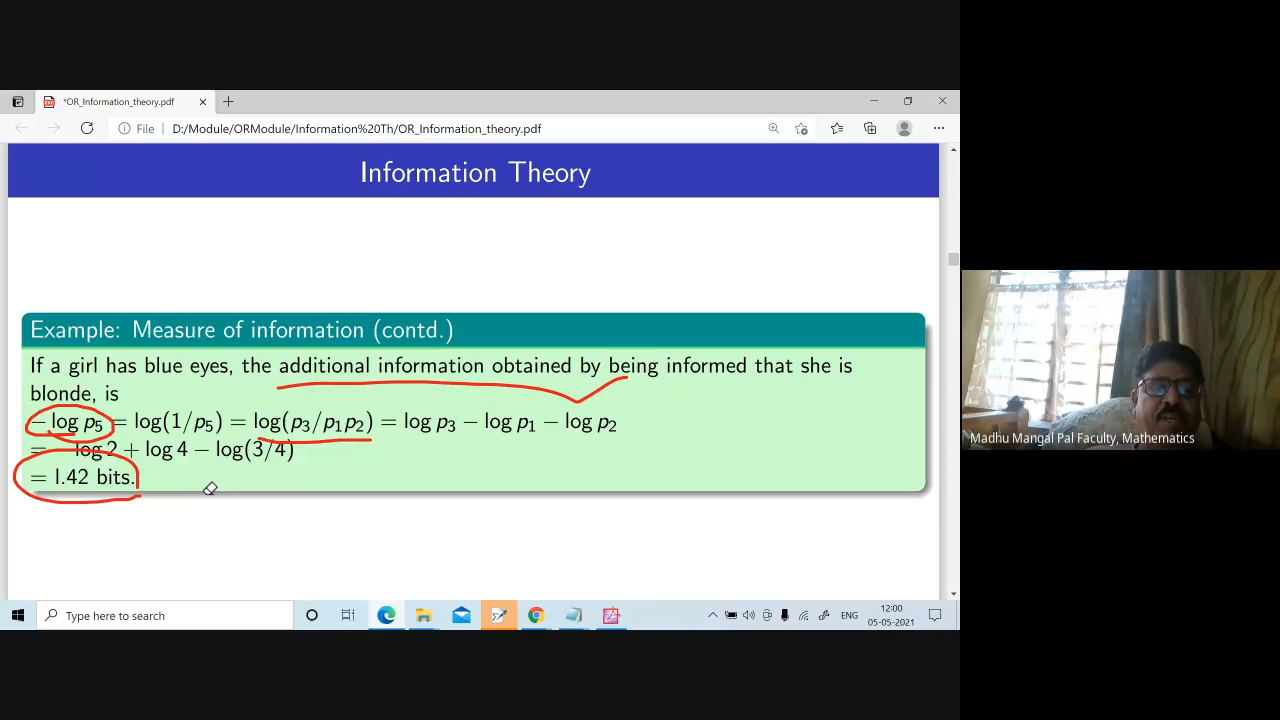 *OR_Information_theory.pdf
File | D:/Module/ORModule/Information%20Th/OR_Information_theory.pdf
Information Theory
Example: Measure of information (contd.)
If a girl has blue eyes, the additional information obtained by being informed that she is
blonde, is
− log p₅ = log(1/p₅) = log(p₃/p₁p₂) = log p₃ − log p₁ − log p₂
= − log 2 + log 4 − log(3/4)
= I.42 bits.
Madhu Mangal Pal Faculty, Mathematics
Type here to search
ENG
12:00
05-05-2021